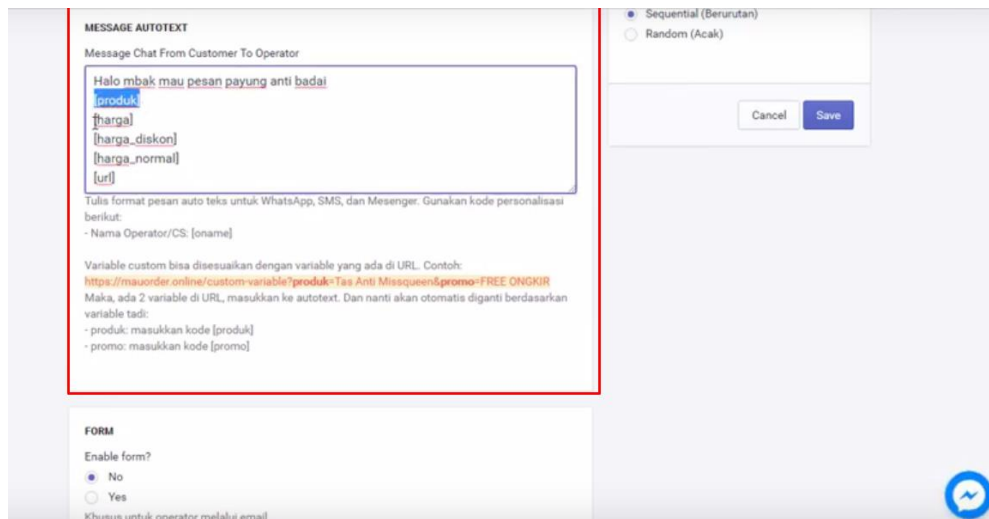 MESSAGE AUTOTEXT
Message Chat From Customer To Operator
Halo mbak mau pesan payung anti badai
[produk]
[harga]
[harga_diskon]
[harga_normal]
[url]
Tulis format pesan auto teks untuk WhatsApp, SMS, dan Mesenger. Gunakan kode personalisasi
berikut:
- Nama Operator/CS: [oname]
Variable custom bisa disesuaikan dengan variable yang ada di URL. Contoh:
https://mauorder.online/custom-variable?produk=Tas Anti Missqueen&promo=FREE ONGKIR
Maka, ada 2 variable di URL, masukkan ke autotext. Dan nanti akan otomatis diganti berdasarkan
variable tadi:
- produk: masukkan kode [produk]
- promo: masukkan kode [promo]
FORM
Enable form?
No
Yes
Khusus untuk operator melalui email
Sequential (Berurutan)
Random (Acak)
Cancel Save